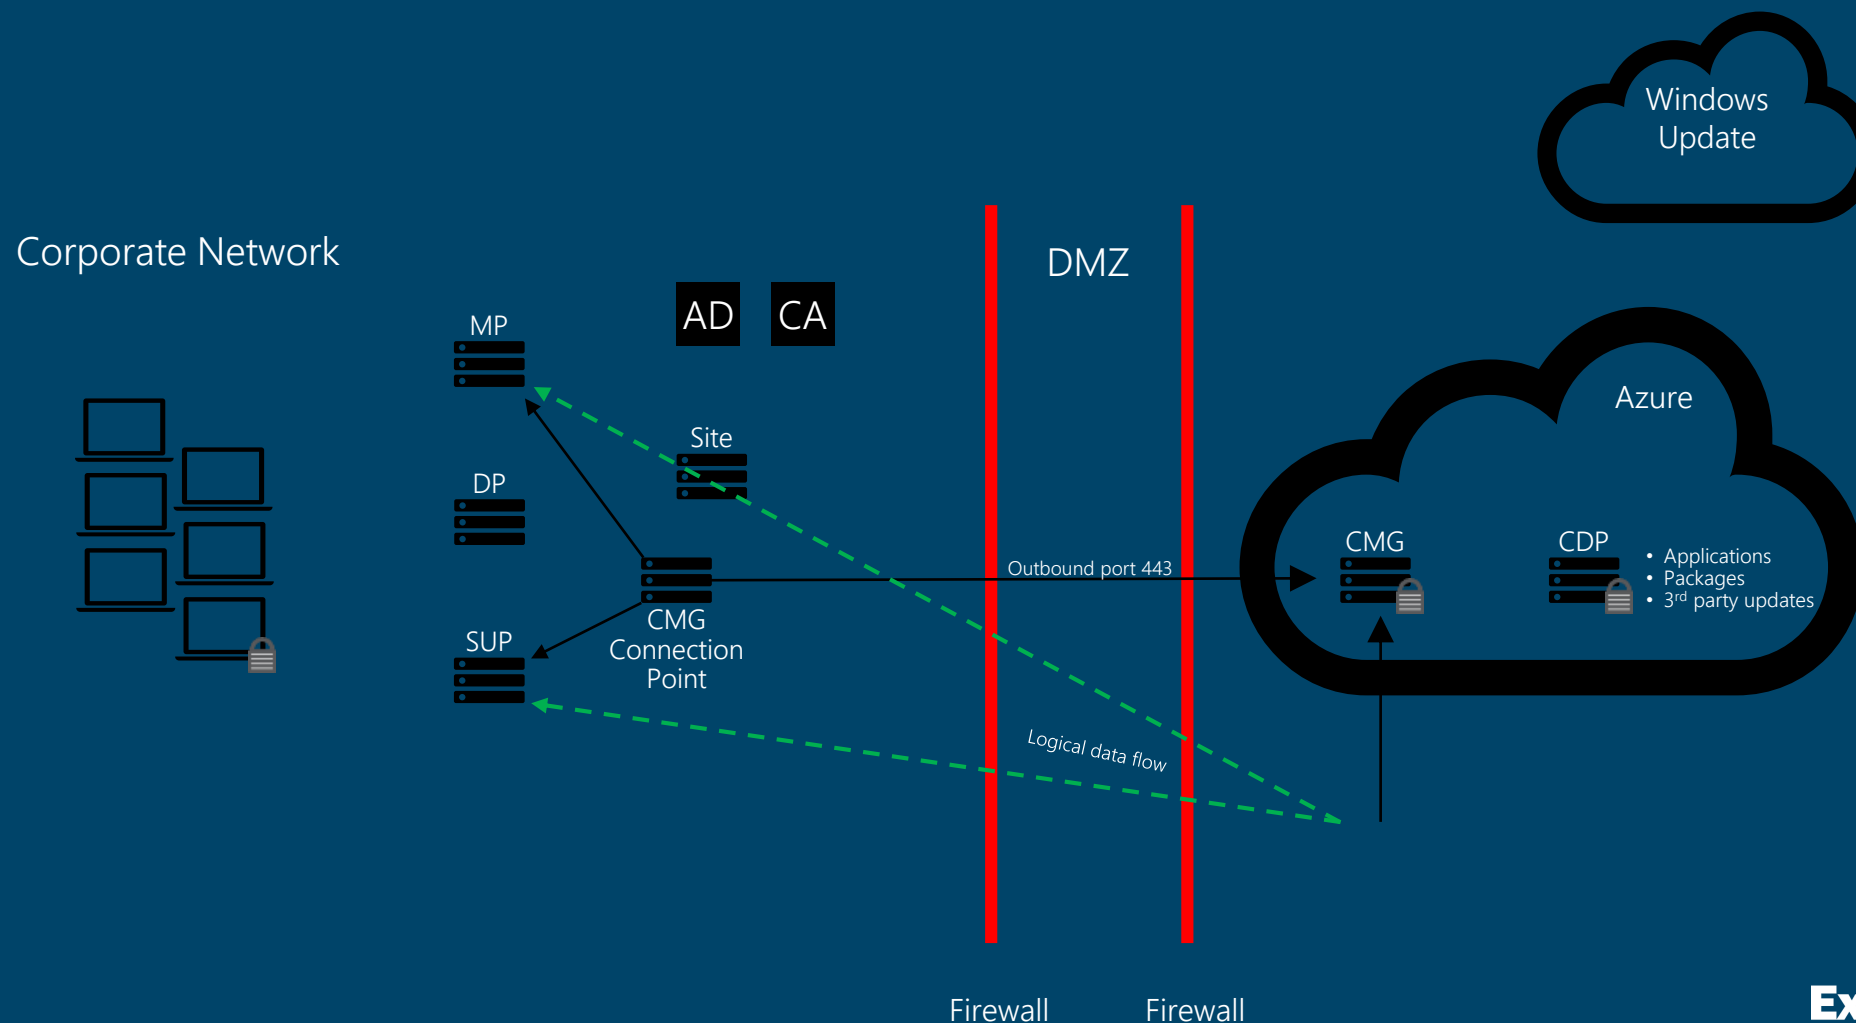 Windows
Update
Corporate Network
DMZ
AD
CA
MP
Azure
Site
DP
CMG
CDP
• Applications
• Packages
• 3rd party updates
Outbound port 443
CMG
Connection
Point
SUP
Logical data flow
Firewall
Firewall
Ex